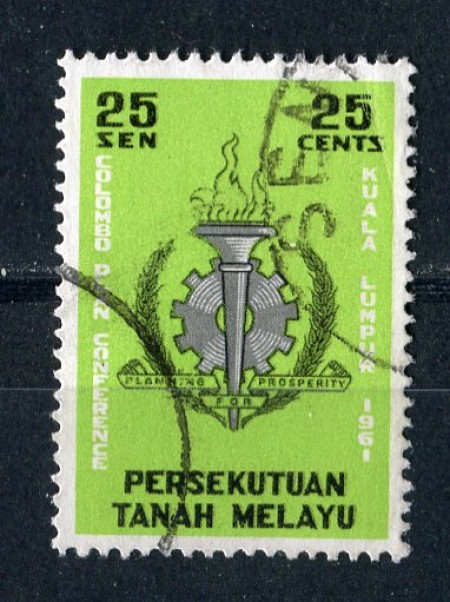 25
SEN
25
CENTS
COLOMBO PLAN CONFERENCE
KUALA LUMPUR 1961
PLANNING
FOR
PROSPERITY
PERSEKUTUAN
TANAH MELAYU